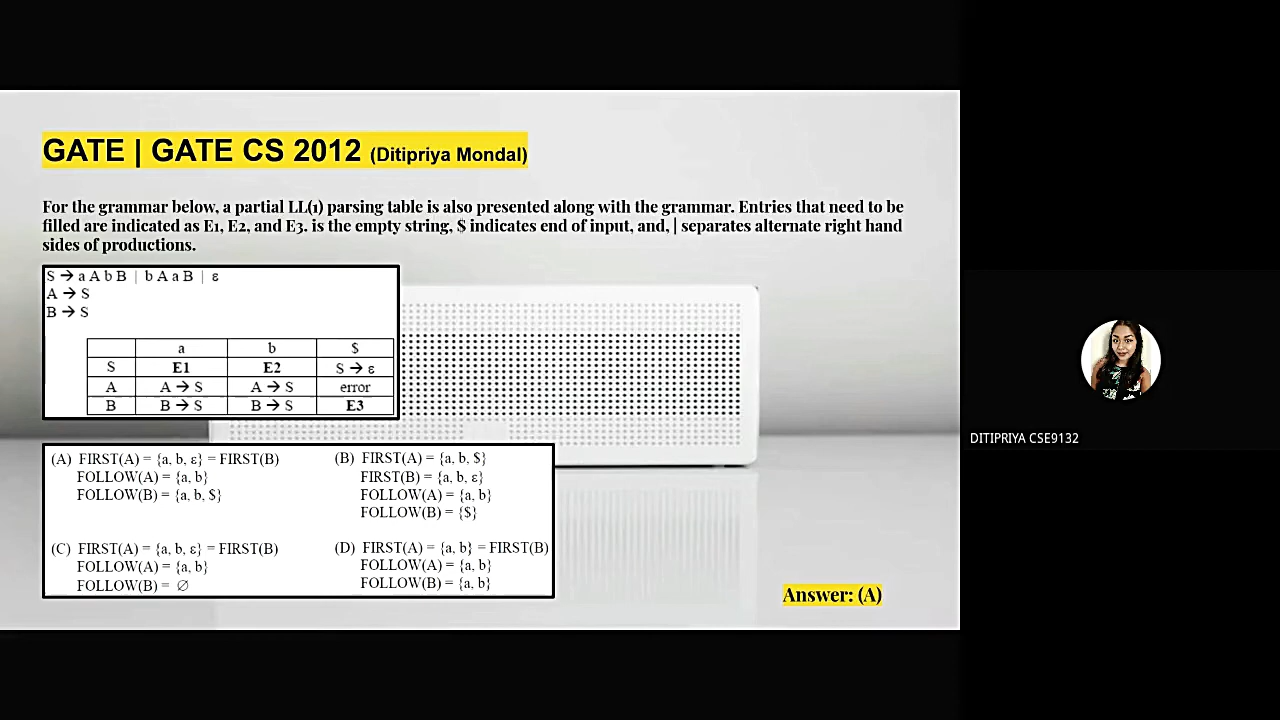 GATE | GATE CS 2012 (Ditipriya Mondal)
For the grammar below, a partial LL(1) parsing table is also presented along with the grammar. Entries that need to be
filled are indicated as E1, E2, and E3. is the empty string, $ indicates end of input, and, | separates alternate right hand
sides of productions.
S → a A b B | b A a B | ε
A → S
B → S
a b $
S E1 E2 S → ε
A A → S A → S error
B B → S B → S E3
(A) FIRST(A) = {a, b, ε} = FIRST(B)
FOLLOW(A) = {a, b}
FOLLOW(B) = {a, b, $}
(B) FIRST(A) = {a, b, $}
FIRST(B) = {a, b, ε}
FOLLOW(A) = {a, b}
FOLLOW(B) = {$}
(C) FIRST(A) = {a, b, ε} = FIRST(B)
FOLLOW(A) = {a, b}
FOLLOW(B) = ∅
(D) FIRST(A) = {a, b} = FIRST(B)
FOLLOW(A) = {a, b}
FOLLOW(B) = {a, b}
Answer: (A)
DITIPRIYA CSE9132